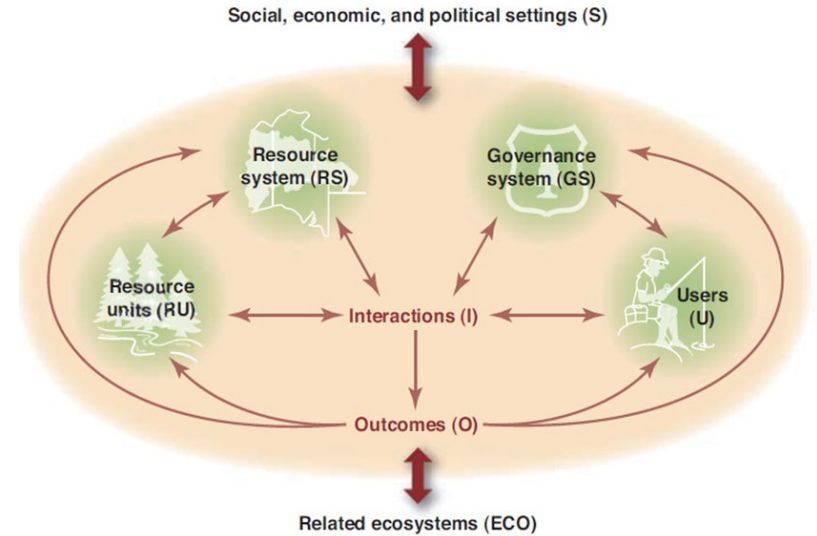 Social, economic, and political settings (S)
Resource
system (RS)
Governance
system (GS)
Resource
units (RU)
Interactions (I)
Users
(U)
Outcomes (O)
Related ecosystems (ECO)